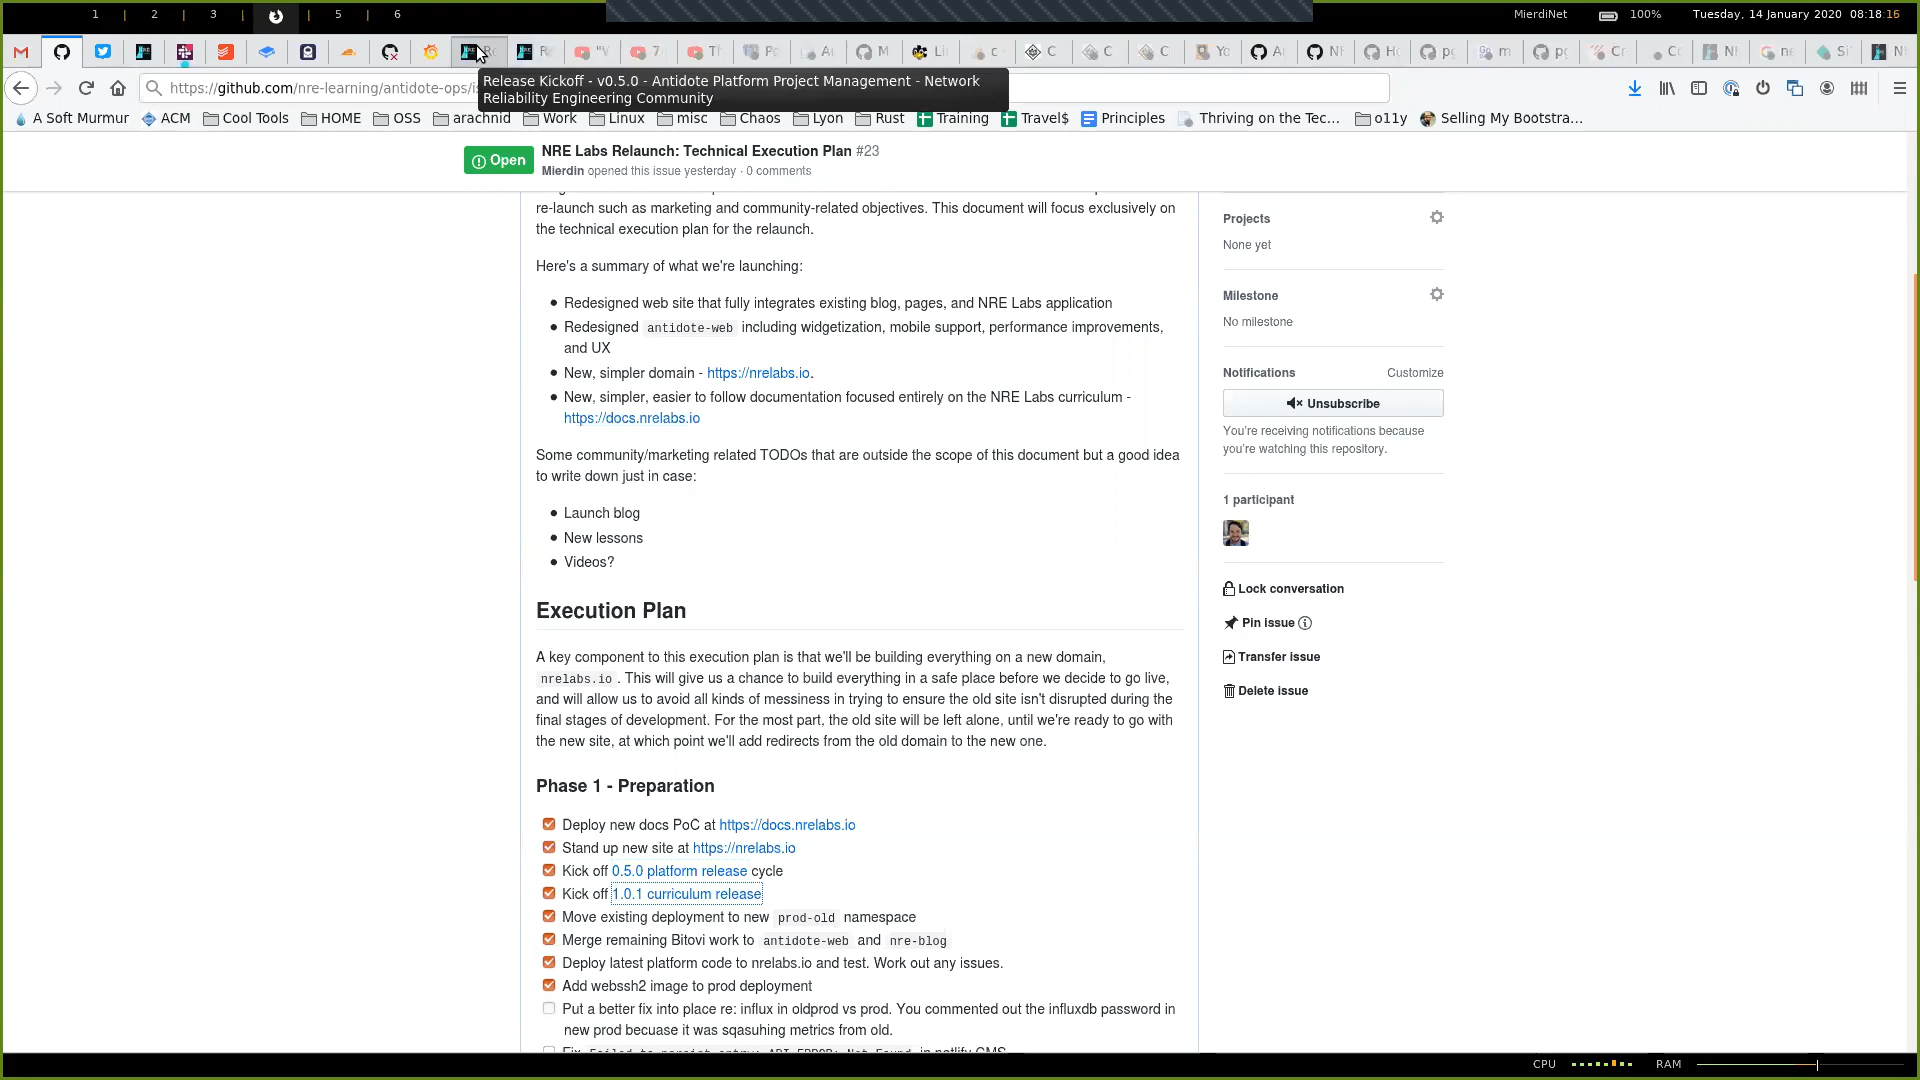 1 | 2 | 3 | | 5 | 6
MierdiNet 100% Tuesday, 14 January 2020 08:18:16
https://github.com/nre-learning/antidote-ops/is
Release Kickoff - v0.5.0 - Antidote Platform Project Management - Network
Reliability Engineering Community
A Soft Murmur ACM Cool Tools HOME OSS arachnid Work Linux misc Chaos Lyon Rust Training Travel$ Principles Thriving on the Tec... o11y Selling My Bootstra...
Open
NRE Labs Relaunch: Technical Execution Plan #23
Mierdin opened this issue yesterday · 0 comments
re-launch such as marketing and community-related objectives. This document will focus exclusively on
the technical execution plan for the relaunch.
Here's a summary of what we're launching:
Redesigned web site that fully integrates existing blog, pages, and NRE Labs application
Redesigned antidote-web including widgetization, mobile support, performance improvements,
and UX
New, simpler domain - https://nrelabs.io.
New, simpler, easier to follow documentation focused entirely on the NRE Labs curriculum -
https://docs.nrelabs.io
Some community/marketing related TODOs that are outside the scope of this document but a good idea
to write down just in case:
Launch blog
New lessons
Videos?
Execution Plan
A key component to this execution plan is that we'll be building everything on a new domain,
nrelabs.io . This will give us a chance to build everything in a safe place before we decide to go live,
and will allow us to avoid all kinds of messiness in trying to ensure the old site isn't disrupted during the
final stages of development. For the most part, the old site will be left alone, until we're ready to go with
the new site, at which point we'll add redirects from the old domain to the new one.
Phase 1 - Preparation
Deploy new docs PoC at https://docs.nrelabs.io
Stand up new site at https://nrelabs.io
Kick off 0.5.0 platform release cycle
Kick off 1.0.1 curriculum release
Move existing deployment to new prod-old namespace
Merge remaining Bitovi work to antidote-web and nre-blog
Deploy latest platform code to nrelabs.io and test. Work out any issues.
Add webssh2 image to prod deployment
Put a better fix into place re: influx in oldprod vs prod. You commented out the influxdb password in
new prod becuase it was sqasuhing metrics from old.
Fix Failed to persist entry: API_ERROR: Not Found in netlify CMS
Projects
None yet
Milestone
No milestone
Notifications Customize
Unsubscribe
You're receiving notifications because
you're watching this repository.
1 participant
Lock conversation
Pin issue
Transfer issue
Delete issue
CPU RAM